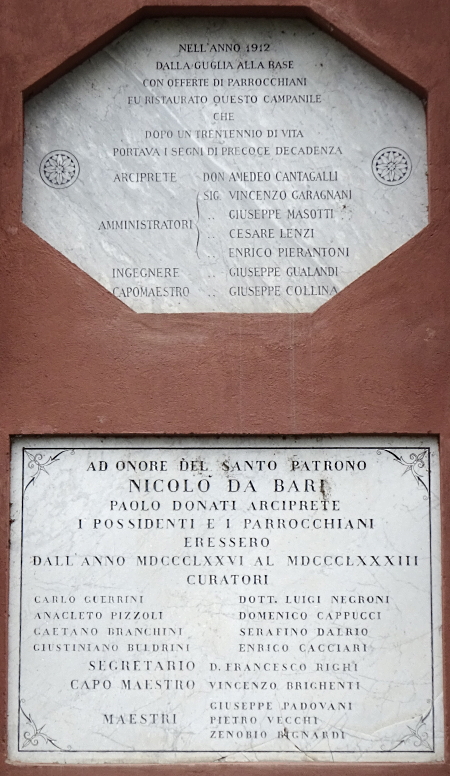 NELL'ANNO 1912
DALLA GUGLIA ALLA BASE
CON OFFERTE DI PARROCCHIANI
FU RISTAURATO QUESTO CAMPANILE
CHE
DOPO UN TRENTENNIO DI VITA
PORTAVA I SEGNI DI PRECOCE DECADENZA
ARCIPRETE DON AMEDEO CANTAGALLI
SIG. VINCENZO GARAGNANI
AMMINISTRATORI .. GIUSEPPE MASOTTI
.. CESARE LENZI
.. ENRICO PIERANTONI
INGEGNERE .. GIUSEPPE GUALANDI
CAPOMAESTRO .. GIUSEPPE COLLINA
AD ONORE DEL SANTO PATRONO
NICOLÒ DA BARI
PAOLO DONATI ARCIPRETE
I POSSIDENTI E I PARROCCHIANI
ERESSERO
DALL'ANNO MDCCCLXXVI AL MDCCCLXXXIII
CURATORI
CARLO GUERRINI DOTT. LUIGI NEGRONI
ANACLETO PIZZOLI DOMENICO CAPPUCCI
GAETANO BRANCHINI SERAFINO DALRIO
GIUSTINIANO BULDRINI ENRICO CACCIARI
SEGRETARIO D. FRANCESCO RIGHI
CAPO MAESTRO VINCENZO BRIGHENTI
GIUSEPPE PADOVANI
MAESTRI PIETRO VECCHI
ZENOBIO BIGNARDI